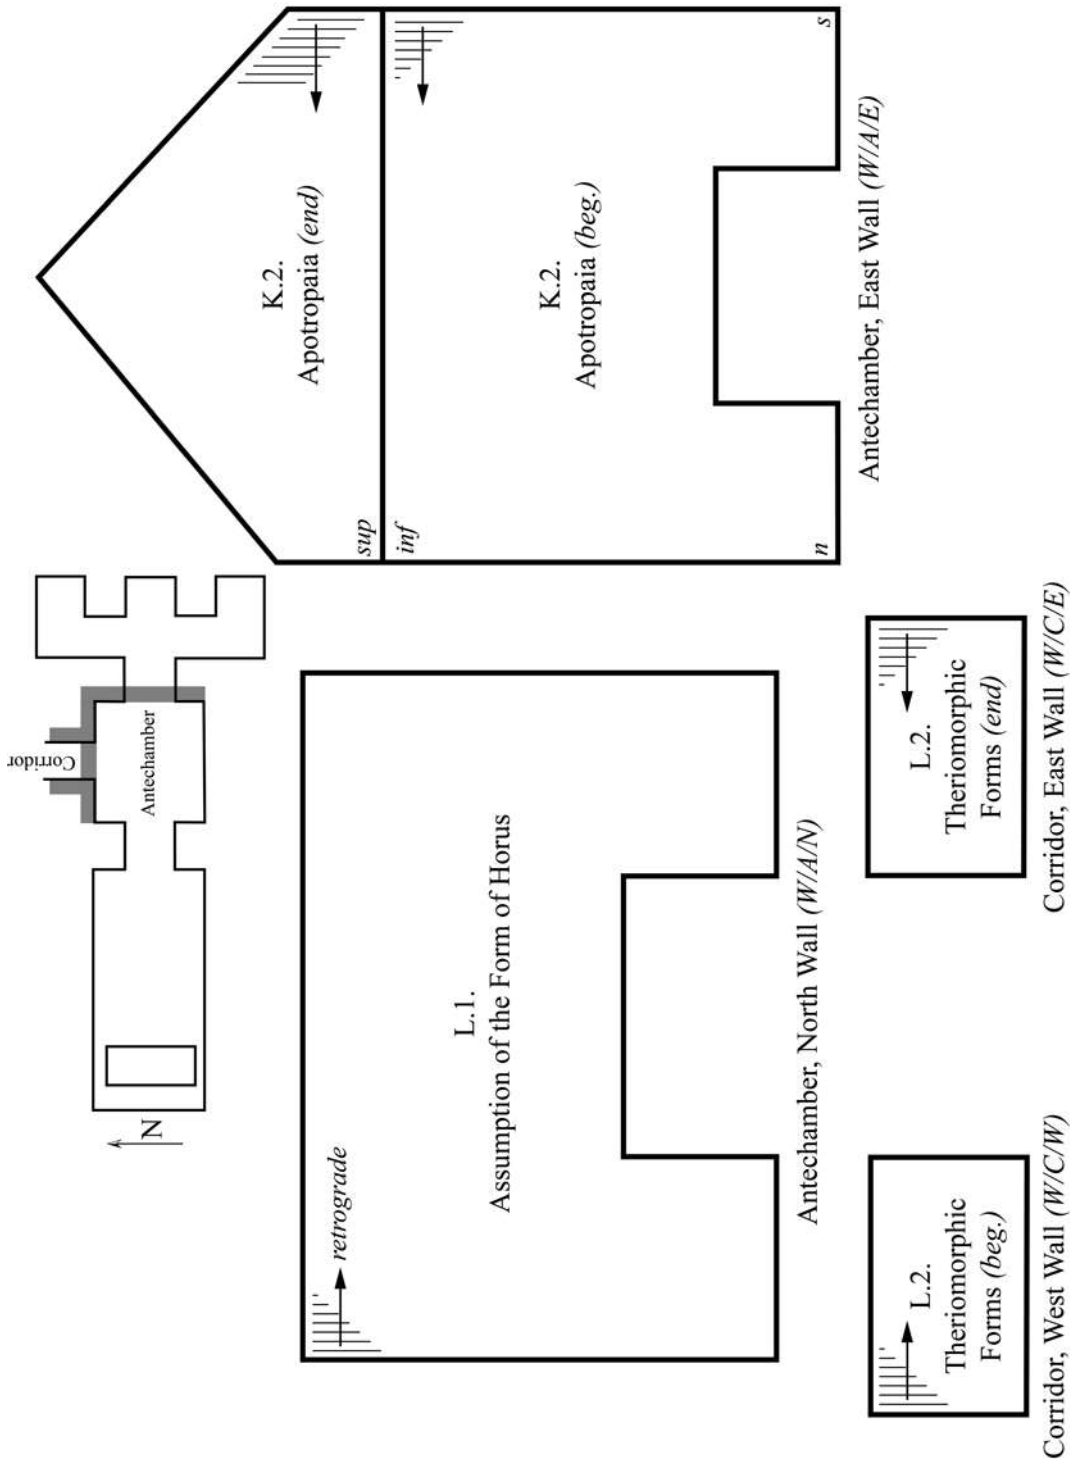 Corridor
Antechamber
N
K.2.
Apotropaia (end)
sup
inf
K.2.
Apotropaia (beg.)
n
s
Antechamber, East Wall (W/A/E)
retrograde
L.1.
Assumption of the Form of Horus
Antechamber, North Wall (W/A/N)
L.2.
Theriomorphic
Forms (beg.)
Corridor, West Wall (W/C/W)
L.2.
Theriomorphic
Forms (end)
Corridor, East Wall (W/C/E)